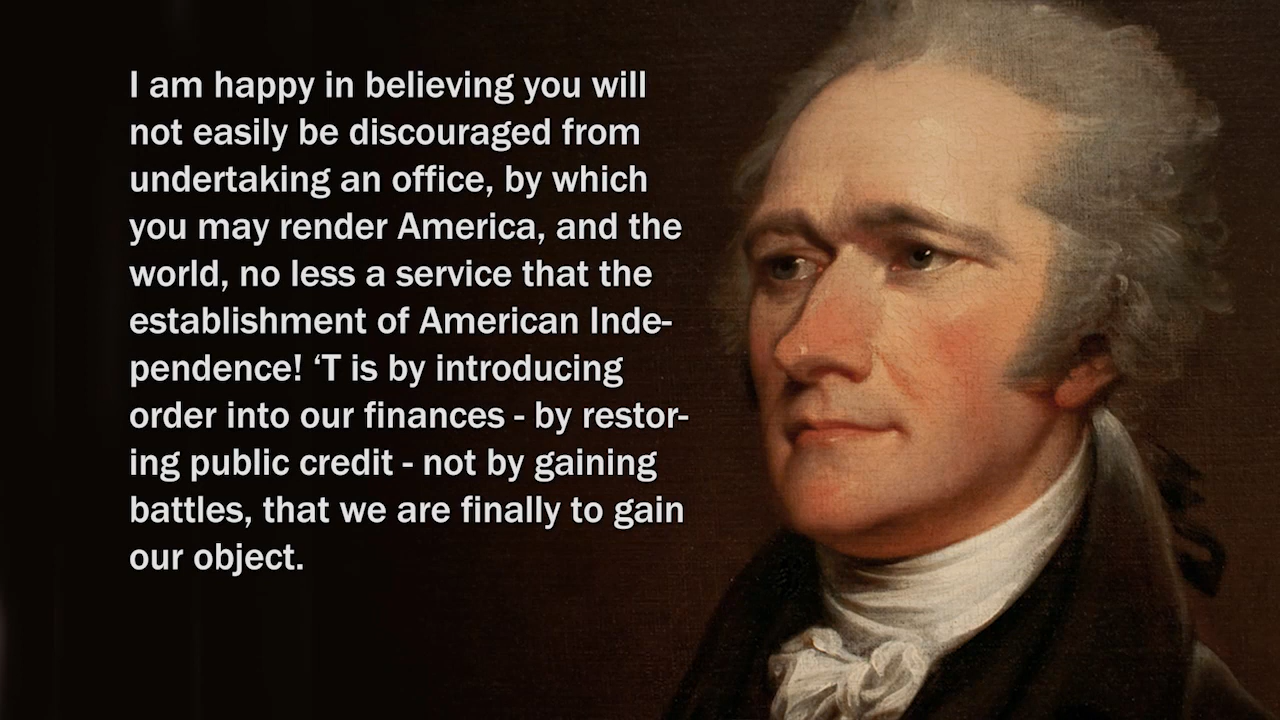 I am happy in believing you will
not easily be discouraged from
undertaking an office, by which
you may render America, and the
world, no less a service that the
establishment of American Inde-
pendence! ‘T is by introducing
order into our finances - by restor-
ing public credit - not by gaining
battles, that we are finally to gain
our object.